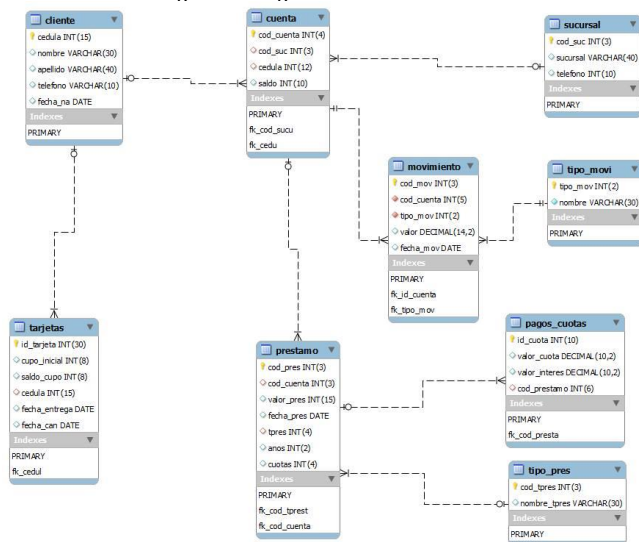 cliente
cedula INT(15)
nombre VARCHAR(30)
apellido VARCHAR(40)
telefono VARCHAR(10)
fecha_na DATE
Indexes
PRIMARY
cuenta
cod_cuenta INT(4)
cod_suc INT(3)
cedula INT(12)
saldo INT(10)
Indexes
PRIMARY
fk_cod_sucu
fk_cedu
sucursal
cod_suc INT(3)
sucursal VARCHAR(40)
telefono INT(10)
Indexes
PRIMARY
movimiento
cod_mov INT(3)
cod_cuenta INT(5)
tipo_mov INT(2)
valor DECIMAL(14,2)
fecha_mov DATE
Indexes
PRIMARY
fk_id_cuenta
fk_tipo_mov
tipo_movi
tipo_mov INT(2)
nombre VARCHAR(30)
Indexes
PRIMARY
tarjetas
id_tarjeta INT(30)
cupo_inicial INT(8)
saldo_cupo INT(8)
cedula INT(15)
fecha_entrega DATE
fecha_can DATE
Indexes
PRIMARY
fk_cedul
prestamo
cod_pres INT(3)
cod_cuenta INT(3)
valor_pres INT(15)
fecha_pres DATE
tpres INT(4)
anos INT(2)
cuotas INT(4)
Indexes
PRIMARY
fk_cod_tprest
fk_cod_cuenta
pagos_cuotas
id_cuota INT(10)
valor_cuota DECIMAL(10,2)
valor_interes DECIMAL(10,2)
cod_prestamo INT(6)
Indexes
PRIMARY
fk_cod_presta
tipo_pres
cod_tpres INT(3)
nombre_tpres VARCHAR(30)
Indexes
PRIMARY